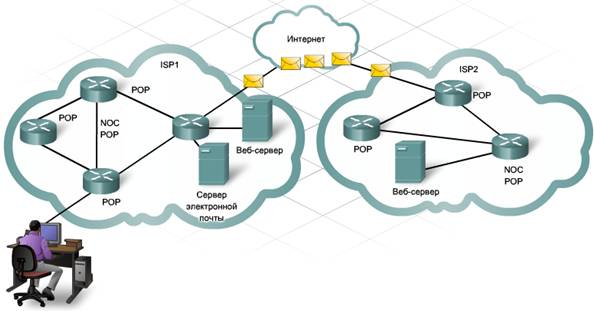 Интернет
ISP1
POP
POP
NOC
POP
POP
Веб-сервер
Сервер
электронной
почты
ISP2
POP
POP
NOC
POP
Веб-сервер